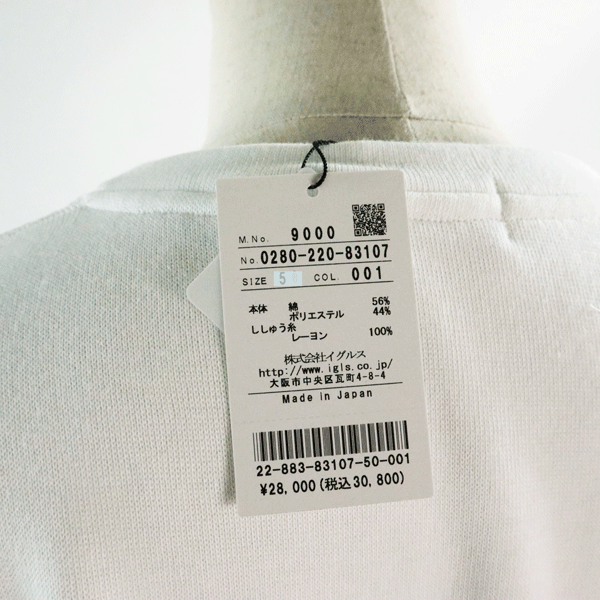 M.No. 9000
No.0280-220-83107
SIZE 5 COL. 001
本体 綿 56%
ポリエステル 44%
ししゅう糸
レーヨン 100%
株式会社イグルス
http://www.igls.co.jp/
大阪市中央区瓦町4-8-4
Made in Japan
22-883-83107-50-001
¥28,000(税込30,800)